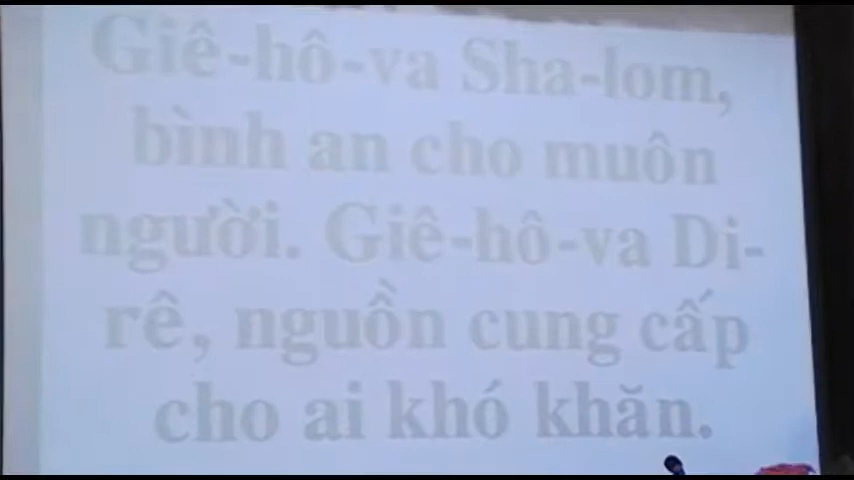 Giê-hô-va Sha-lom,
bình an cho muôn
người. Giê-hô-va Di-
rê, nguồn cung cấp
cho ai khó khăn.